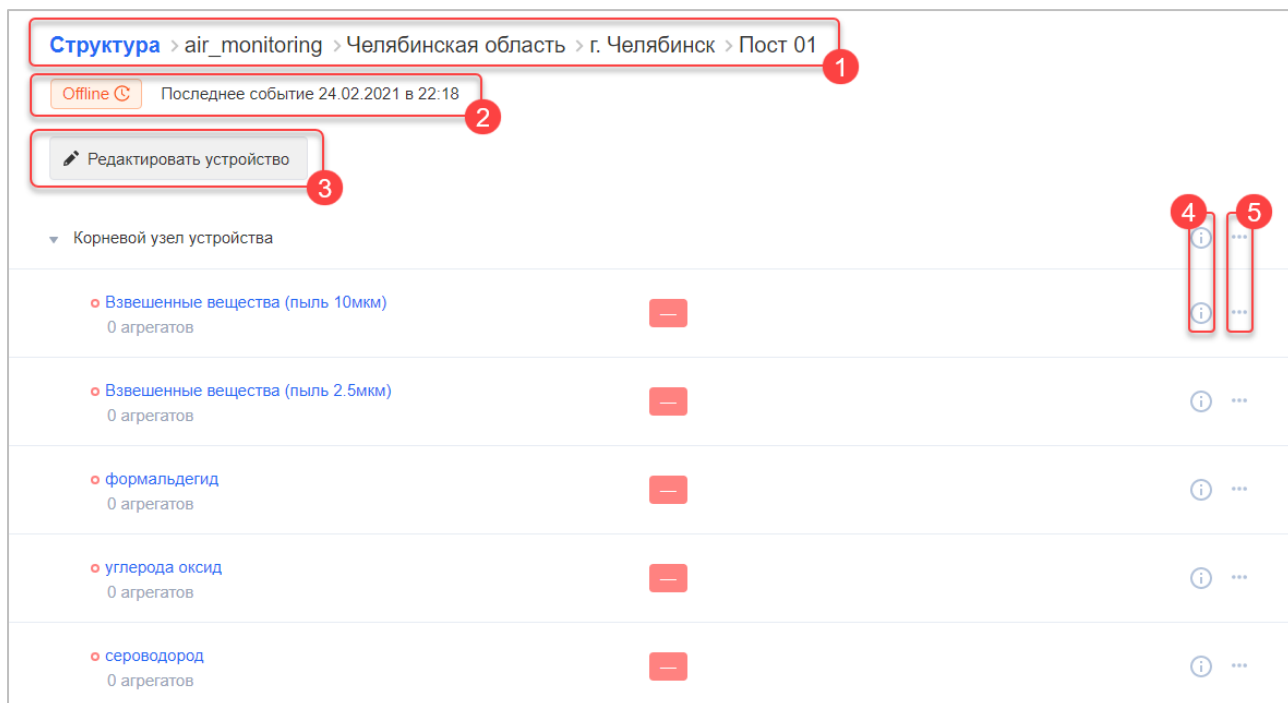 Структура > air_monitoring > Челябинская область > г. Челябинск > Пост 01
1
Offline Последнее событие 24.02.2021 в 22:18
2
Редактировать устройство
3
4 5
Корневой узел устройства
Взвешенные вещества (пыль 10мкм)
0 агрегатов
Взвешенные вещества (пыль 2.5мкм)
0 агрегатов
формальдегид
0 агрегатов
углерода оксид
0 агрегатов
сероводород
0 агрегатов